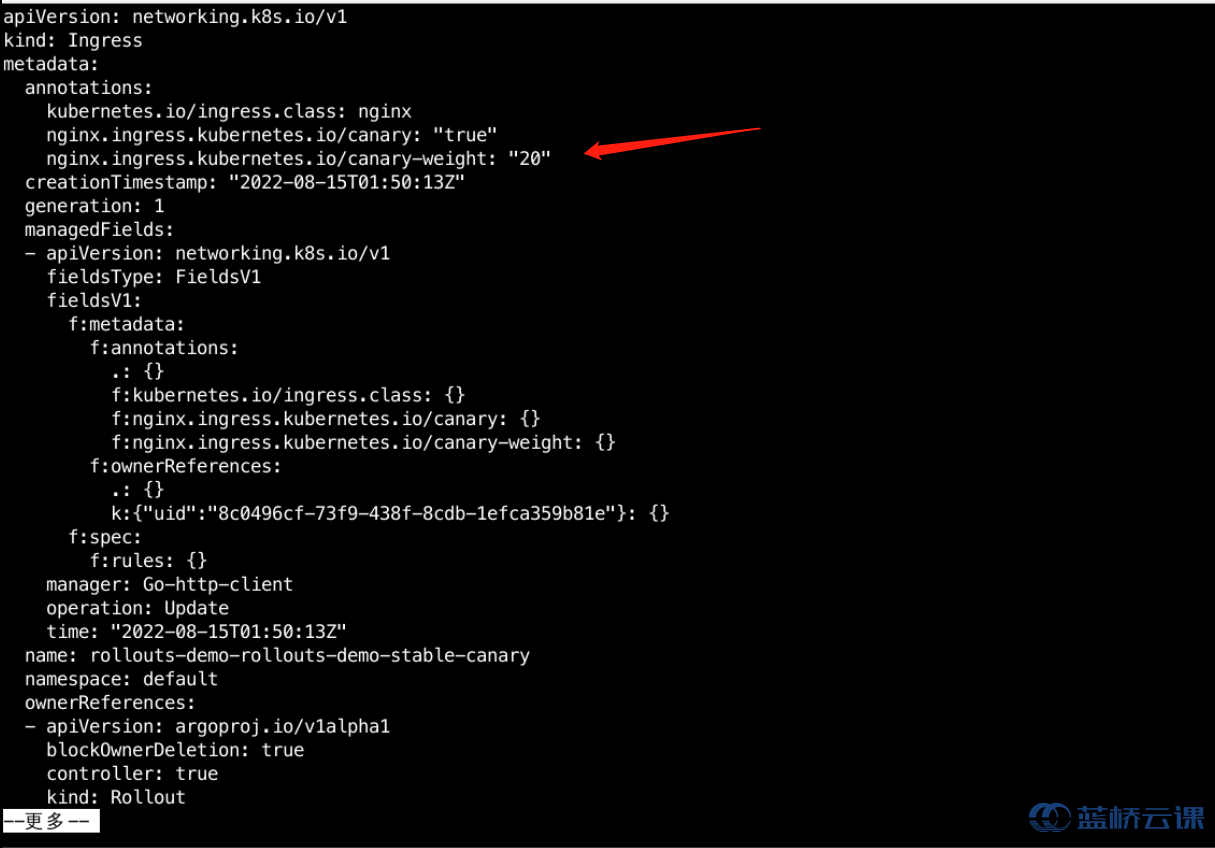 apiVersion: networking.k8s.io/v1
kind: Ingress
metadata:
  annotations:
    kubernetes.io/ingress.class: nginx
    nginx.ingress.kubernetes.io/canary: "true"
    nginx.ingress.kubernetes.io/canary-weight: "20"
  creationTimestamp: "2022-08-15T01:50:13Z"
  generation: 1
  managedFields:
  - apiVersion: networking.k8s.io/v1
    fieldsType: FieldsV1
    fieldsV1:
      f:metadata:
        f:annotations:
          .: {}
          f:kubernetes.io/ingress.class: {}
          f:nginx.ingress.kubernetes.io/canary: {}
          f:nginx.ingress.kubernetes.io/canary-weight: {}
        f:ownerReferences:
          .: {}
          k:{"uid":"8c0496cf-73f9-438f-8cdb-1efca359b81e"}: {}
      f:spec:
        f:rules: {}
    manager: Go-http-client
    operation: Update
    time: "2022-08-15T01:50:13Z"
  name: rollouts-demo-rollouts-demo-stable-canary
  namespace: default
  ownerReferences:
  - apiVersion: argoproj.io/v1alpha1
    blockOwnerDeletion: true
    controller: true
    kind: Rollout
--更多--
蓝桥云课